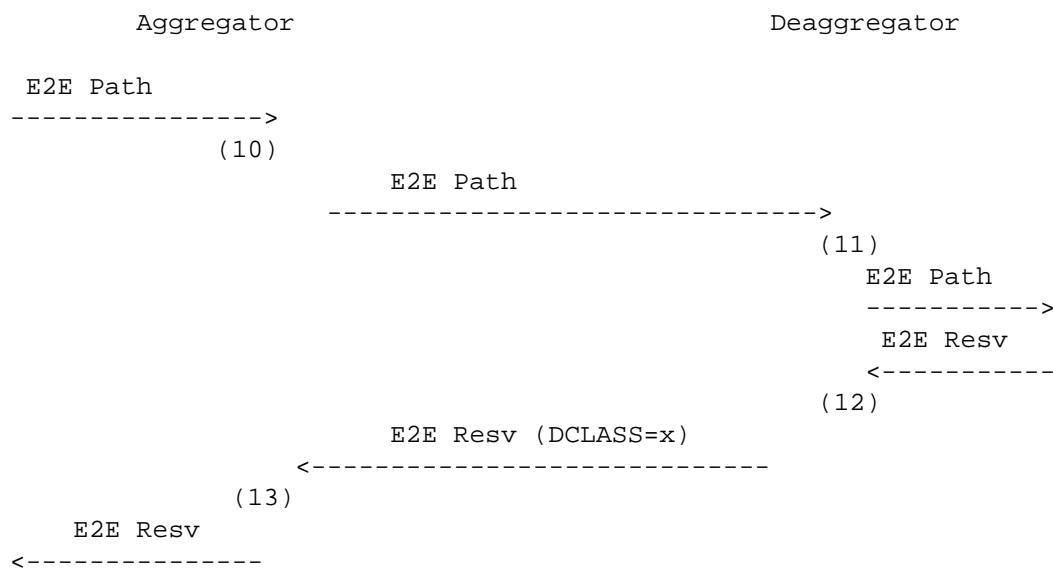 Aggregator Deaggregator
E2E Path
---------------->
(10)
E2E Path
------------------------------->
(11)
E2E Path
----------->
E2E Resv
<-----------
(12)
E2E Resv (DCLASS=x)
<-----------------------------
(13)
E2E Resv
<---------------